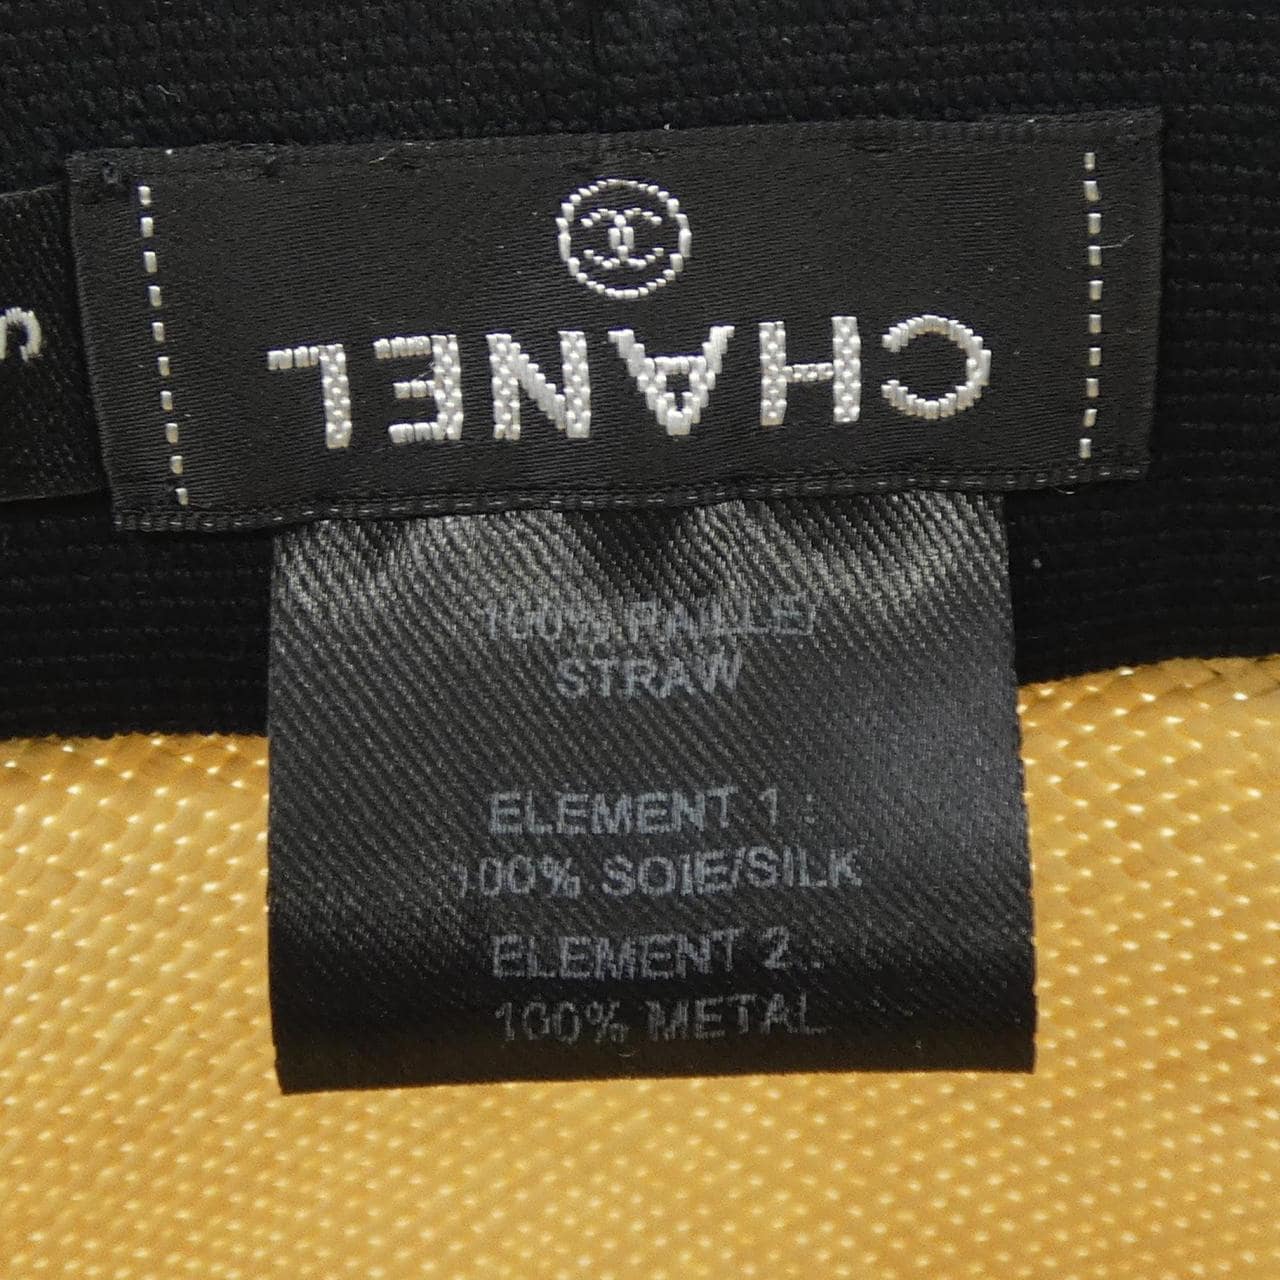 CHANEL
S
100% PAILLE/
STRAW
ELEMENT 1 :
100% SOIE/SILK
ELEMENT 2 :
100% METAL